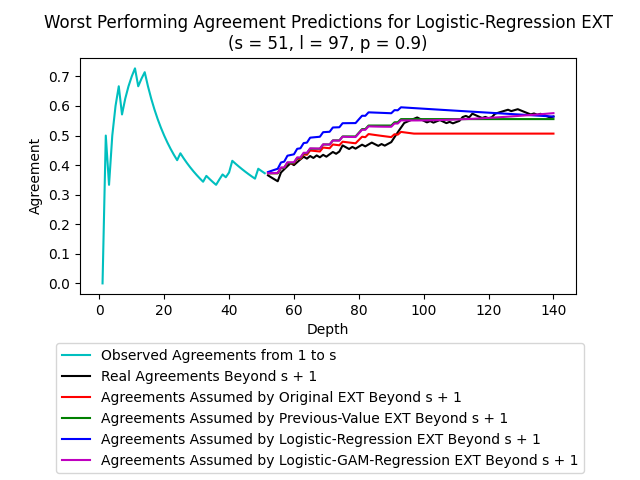 Worst Performing Agreement Predictions for Logistic-Regression EXT
(s = 51, l = 97, p = 0.9)
Agreement
0.7
0.6
0.5
0.4
0.3
0.2
0.1
0.0
0 20 40 60 80 100 120 140
Depth
Observed Agreements from 1 to s
Real Agreements Beyond s + 1
Agreements Assumed by Original EXT Beyond s + 1
Agreements Assumed by Previous-Value EXT Beyond s + 1
Agreements Assumed by Logistic-Regression EXT Beyond s + 1
Agreements Assumed by Logistic-GAM-Regression EXT Beyond s + 1